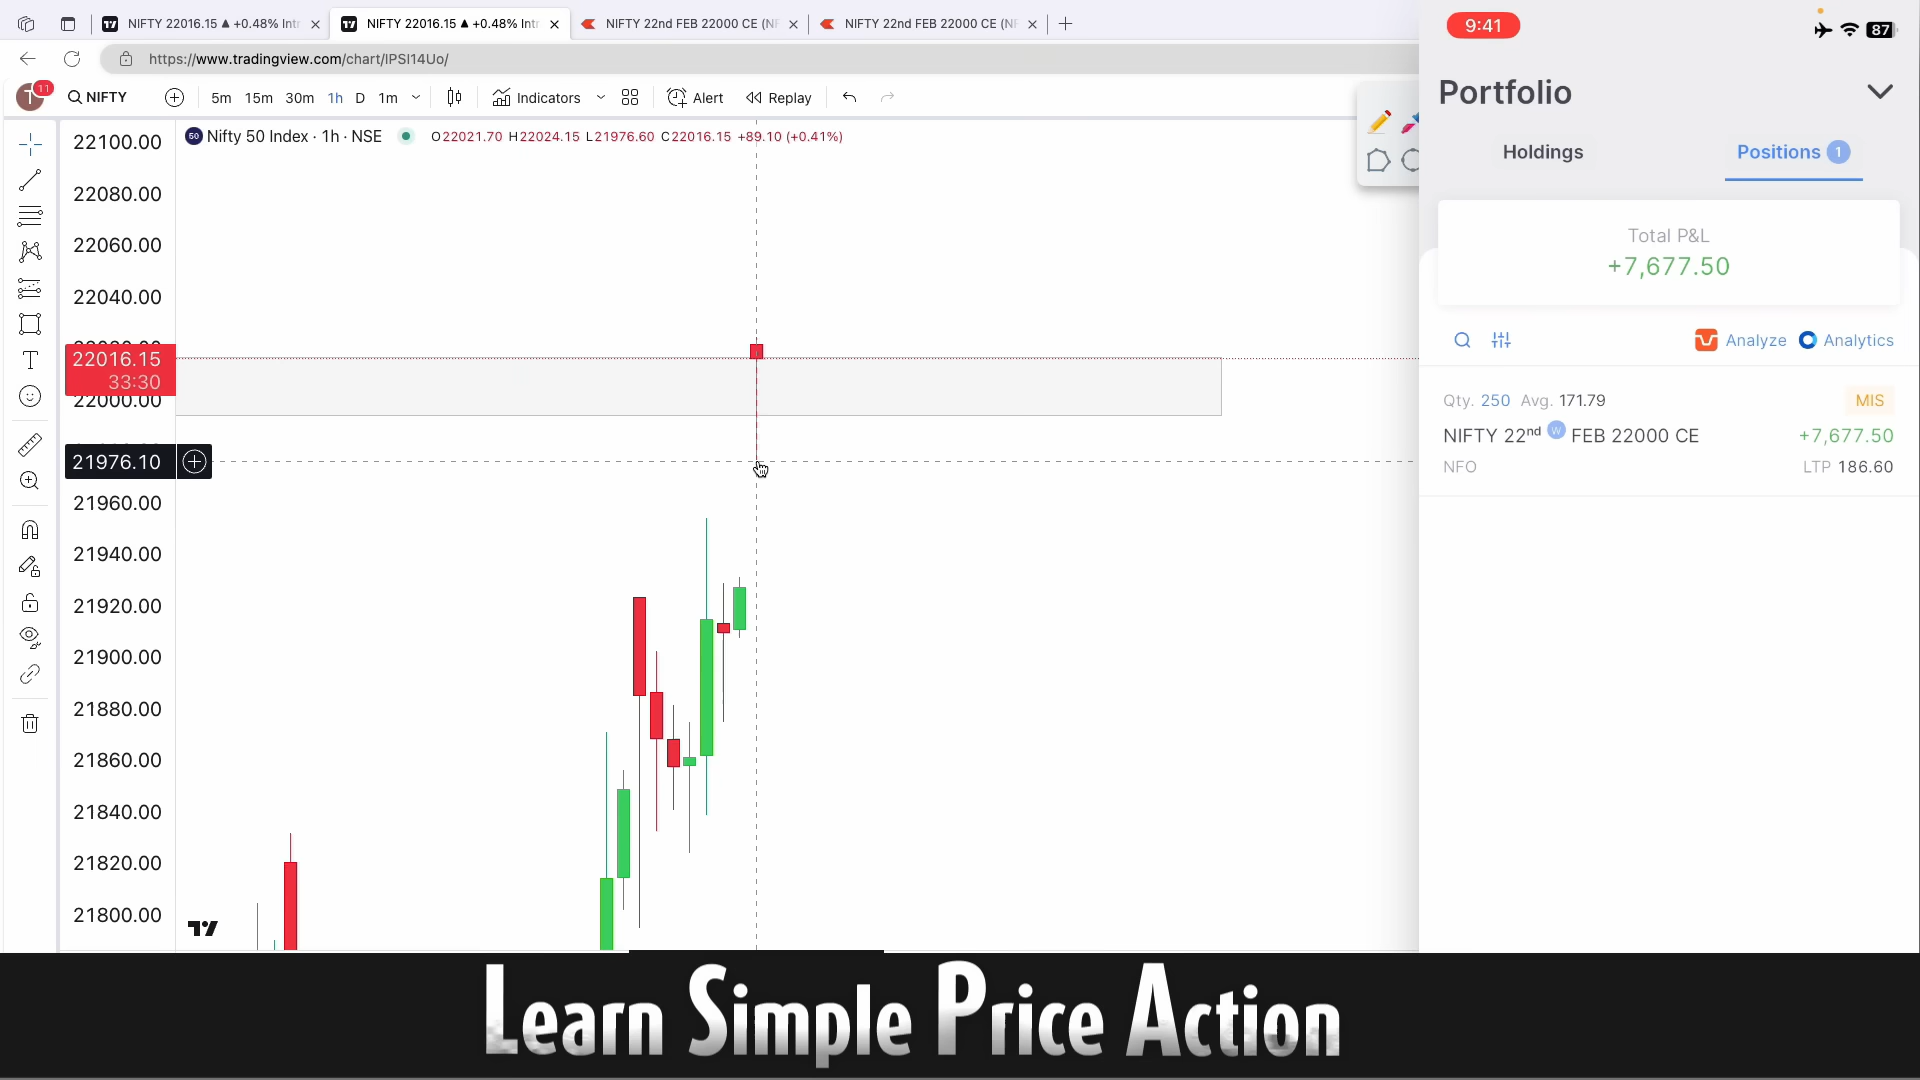 NIFTY 22016.15 ▲ +0.48% Int
NIFTY 22016.15 ▲ +0.48% Int
NIFTY 22nd FEB 22000 CE (NF
NIFTY 22nd FEB 22000 CE (NF
https://www.tradingview.com/chart/IPSI14Uo/
T 11
NIFTY
5m 15m 30m 1h D 1m
Indicators
Alert
Replay
50 Nifty 50 Index · 1h · NSE
O22021.70 H22024.15 L21976.60 C22016.15 +89.10 (+0.41%)
22100.00
22080.00
22060.00
22040.00
22016.15
33:30
22000.00
21976.10
21960.00
21940.00
21920.00
21900.00
21880.00
21860.00
21840.00
21820.00
21800.00
9:41
87
Portfolio
Holdings
Positions 1
Total P&L
+7,677.50
Analyze
Analytics
Qty. 250 Avg. 171.79
MIS
NIFTY 22nd W FEB 22000 CE
+7,677.50
NFO
LTP 186.60
Learn Simple Price Action